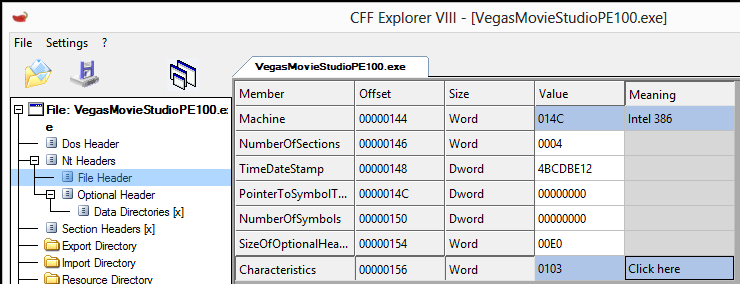 CFF Explorer VIII - [VegasMovieStudioPE100.exe]
File Settings ?
VegasMovieStudioPE100.exe
File: VegasMovieStudioPE100.ex
e
Dos Header
Nt Headers
File Header
Optional Header
Data Directories [x]
Section Headers [x]
Export Directory
Import Directory
Resource Directory
Member Offset Size Value Meaning
Machine 00000144 Word 014C Intel 386
NumberOfSections 00000146 Word 0004
TimeDateStamp 00000148 Dword 4BCDBE12
PointerToSymbolT... 0000014C Dword 00000000
NumberOfSymbols 00000150 Dword 00000000
SizeOfOptionalHea... 00000154 Word 00E0
Characteristics 00000156 Word 0103 Click here